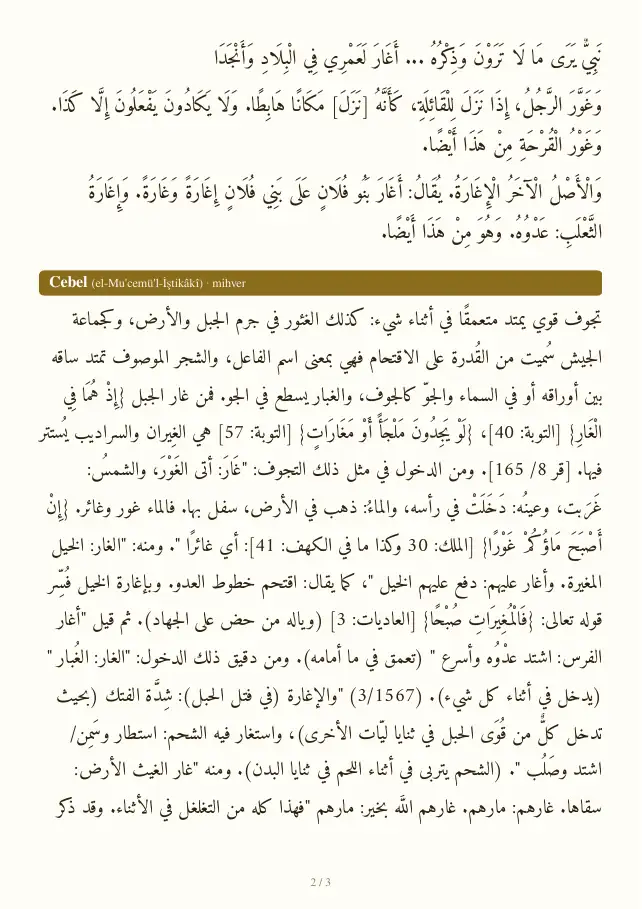 نَبِيٌّ يَرَى مَا لَا تَرَوْنَ وَذِكْرُهُ ... أَغَارَ لَعَمْرِي فِي الْبِلَادِ وَأَنْجَدَا
وَغَوَّرَ الرَّجُلُ، إِذَا نَزَلَ لِلْقَائِلَةِ، كَأَنَّهُ [نَزَلَ] مَكَانًا هَابِطًا. وَلَا يَكَادُونَ يَفْعَلُونَ إِلَّا كَذَا.
وَغَوْرُ الْقُرْحَةِ مِنْ هَذَا أَيْضًا.
وَالْأَصْلُ الْآخَرُ الْإِغَارَةُ. يُقَالُ: أَغَارَ بَنُو فُلَانٍ عَلَى بَنِي فُلَانٍ إِغَارَةً وَغَارَةً. وَإِغَارَةُ
الثَّعْلَبِ: عَدْوُهُ. وَهُوَ مِنْ هَذَا أَيْضًا.
Cebel (el-Mu'cemü'l-İştikâkî) · mihver
تجوف قوي يمتد متعمقًا في أثناء شيء: كذلك الغئور في جرم الجبل والأرض، وكجماعة
الجيش سُميت من القُدرة على الاقتحام فهي بمعنى اسم الفاعل، والشجر الموصوف تمتد ساقه
بين أوراقه أو في السماء والجوّ كالجوف، والغبار يسطع في الجو. فمن غار الجبل {إِذْ هُمَا فِي
الْغَارِ} [التوبة: 40]، {لَوْ يَجِدُونَ مَلْجَأً أَوْ مَغَارَاتٍ} [التوبة: 57] هي الغِيران والسراديب يُستتر
فيها. [قر 8/ 165]. ومن الدخول في مثل ذلك التجوف: "غَارَ: أتى الغَوْرَ، والشمسُ:
غَرَبت، وعينُه: دَخَلَتْ في رأسه، والماءُ: ذهب في الأرض، سفل بها. فالماء غور وغائر. {إِنْ
أَصْبَحَ مَاؤُكُمْ غَوْرًا} [الملك: 30 وكذا ما في الكهف: 41]: أي غائرًا ". ومنه: "الغار: الخيل
المغيرة. وأغار عليهم: دفع عليهم الخيل "، كما يقال: اقتحم خطوط العدو. وبإغارة الخيل فُسِّر
قوله تعالى: {فَالْمُغِيرَاتِ صُبْحًا} [العاديات: 3] (وياله من حض على الجهاد). ثم قيل "أغار
الفرس: اشتد عدْوُه وأسرع " (تعمق في ما أمامه). ومن دقيق ذلك الدخول: "الغار: الغُبار "
(يدخل في أثناء كل شيء). (3/1567) "والإغارة (في فتل الحبل): شِدَّة الفتك (بحيث
تدخل كلٌّ من قُوَى الحبل في ثنايا ليّات الأخرى)، واستغار فيه الشحم: استطار وسَمِن/
اشتد وصَلُب ". (الشحم يتربى في أثناء اللحم في ثنايا البدن). ومنه "غار الغيث الأرض:
سقاها. غارهم: مارهم. غارهم الله بخير: مارهم "فهذا كله من التغلغل في الأثناء. وقد ذكر
2 / 3